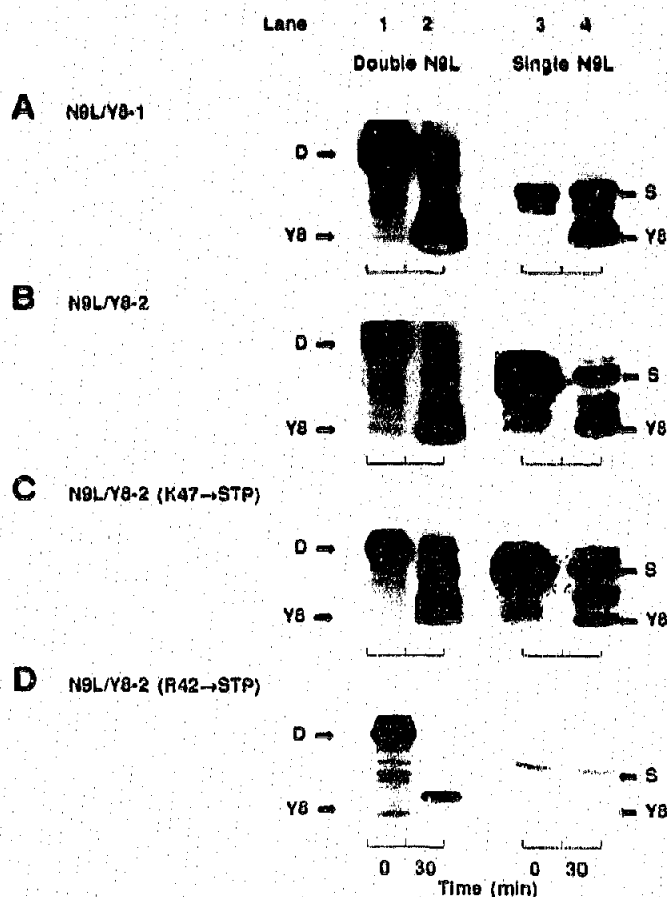 Lane 1 2 3 4
Double N9L Single N9L
A N9L/Y8-1
D → S
Y8 → Y8
B N9L/Y8-2
D → S
Y8 → Y8
C N9L/Y8-2 (K47→STP)
D → S
Y8 → Y8
D N9L/Y8-2 (R42→STP)
D → S
Y8 → Y8
0 30 0 30
Time (min)